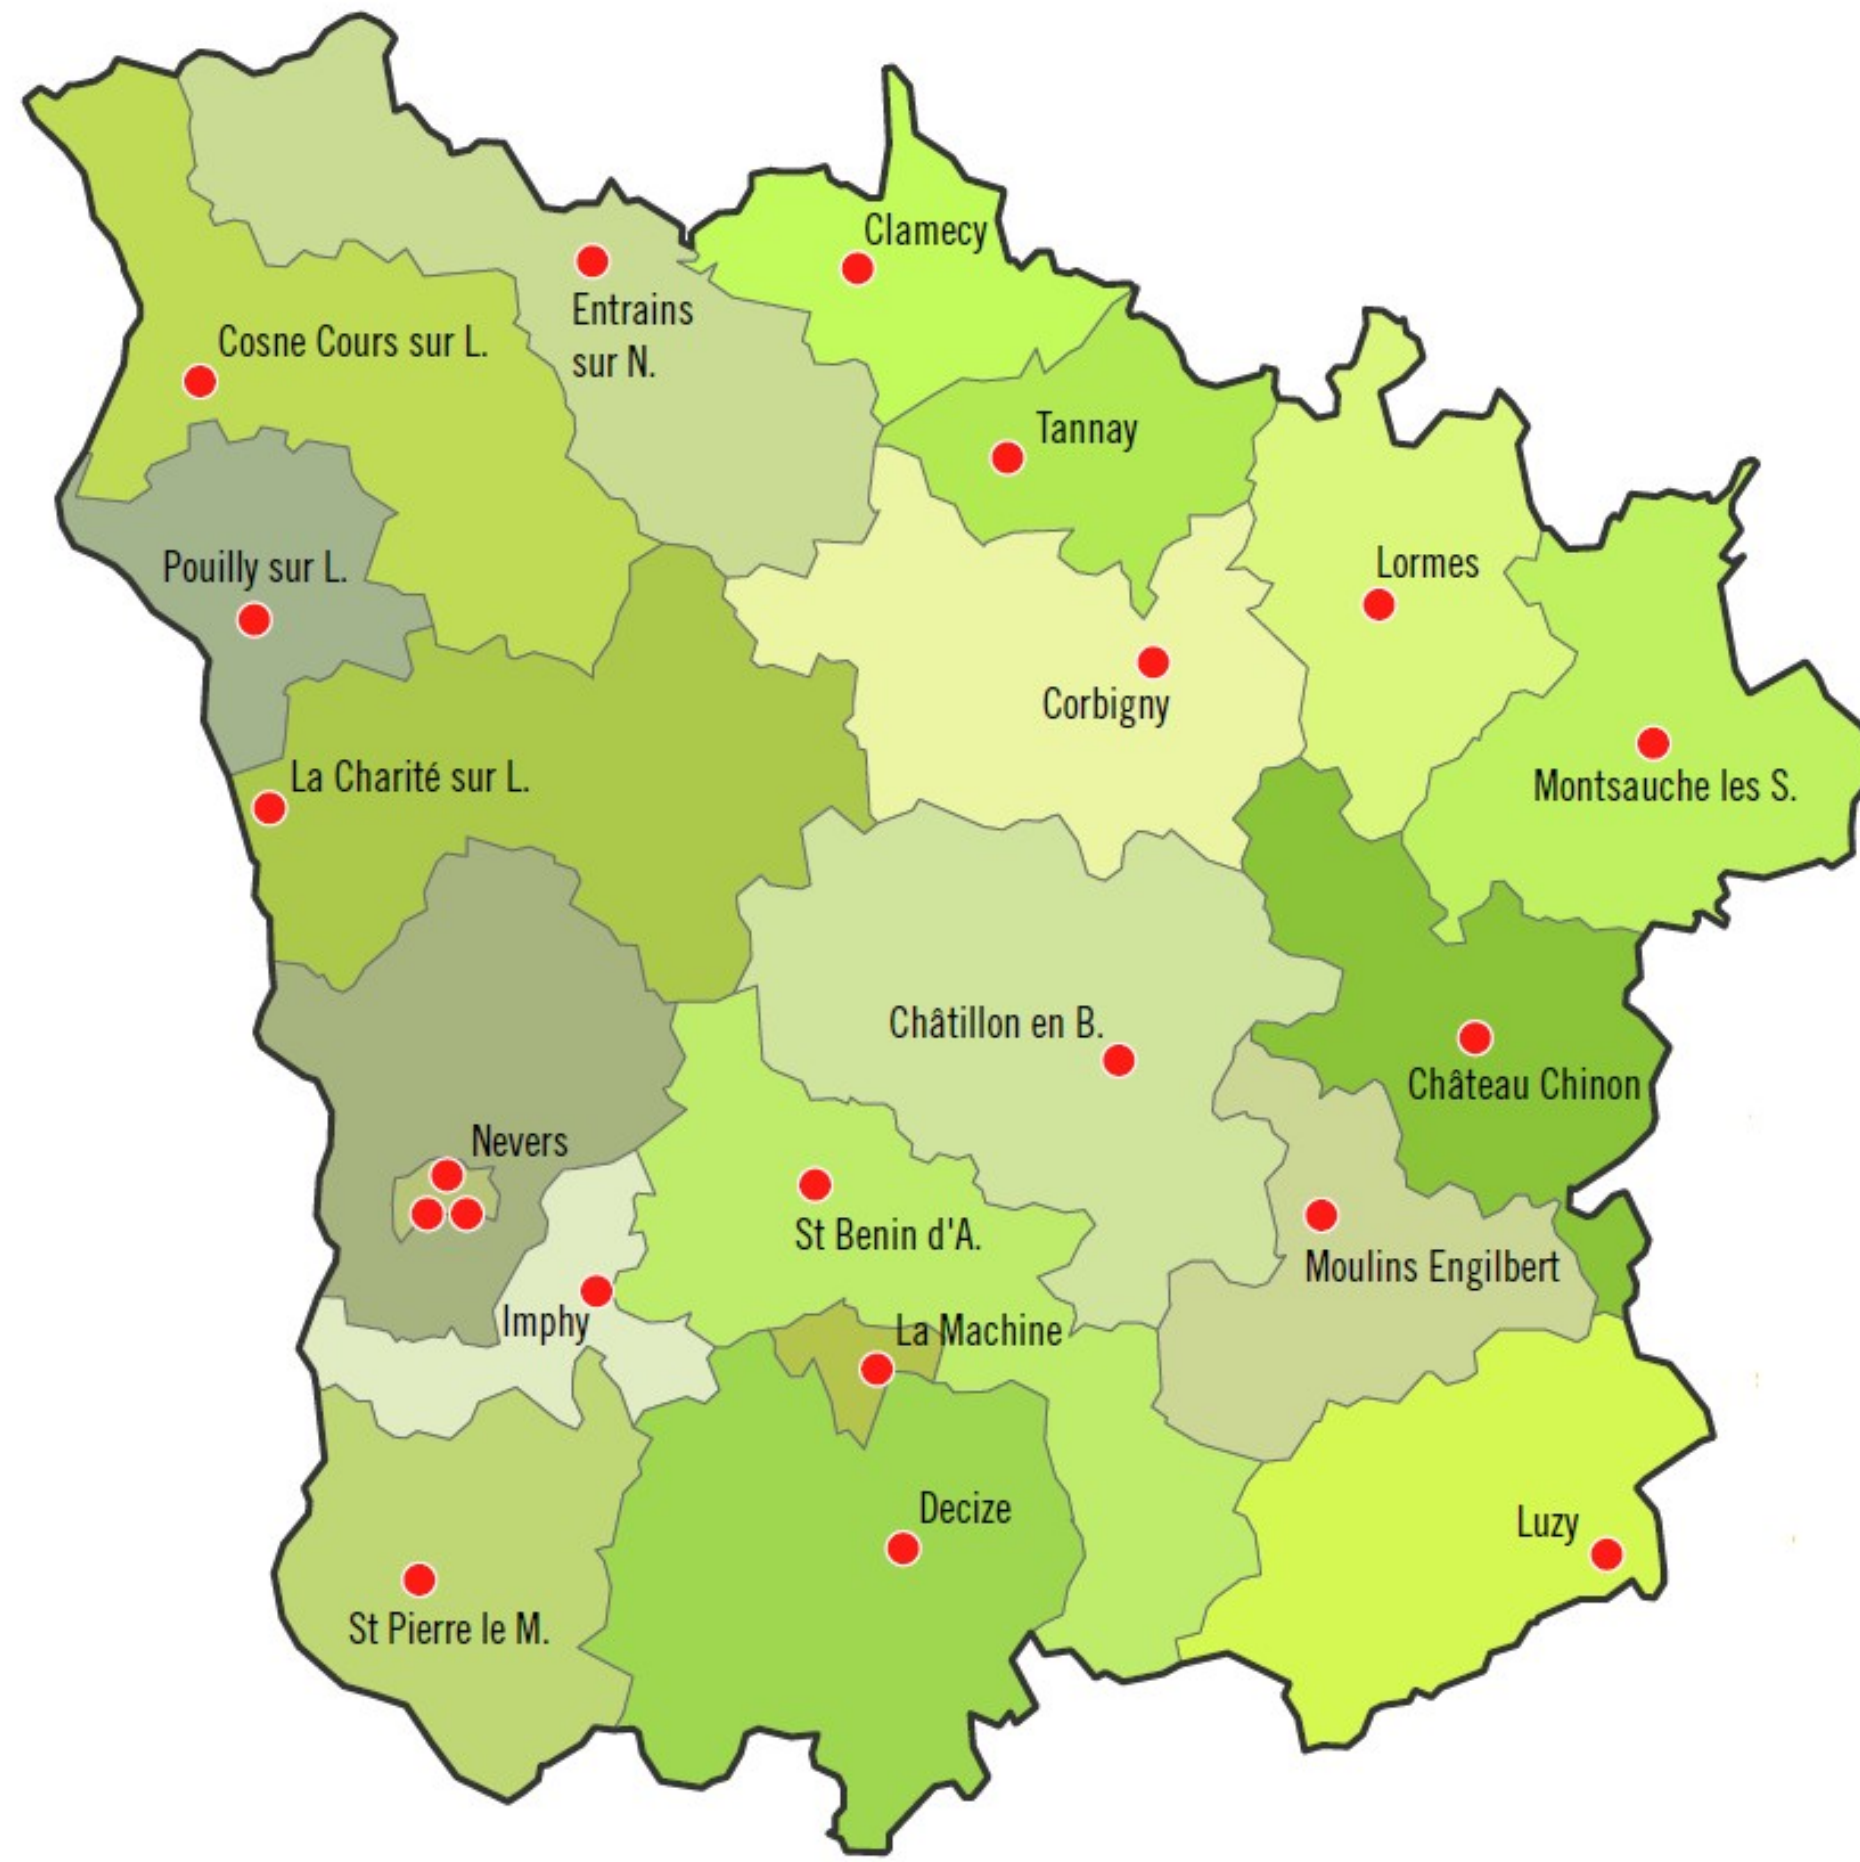 Clamecy
Entrains
sur N.
Cosne Cours sur L.
Tannay
Pouilly sur L.
Lormes
Corbigny
La Charité sur L.
Montsauche les S.
Châtillon en B.
Château Chinon
Nevers
St Benin d'A.
Moulins Engilbert
Imphy
La Machine
Decize
Luzy
St Pierre le M.